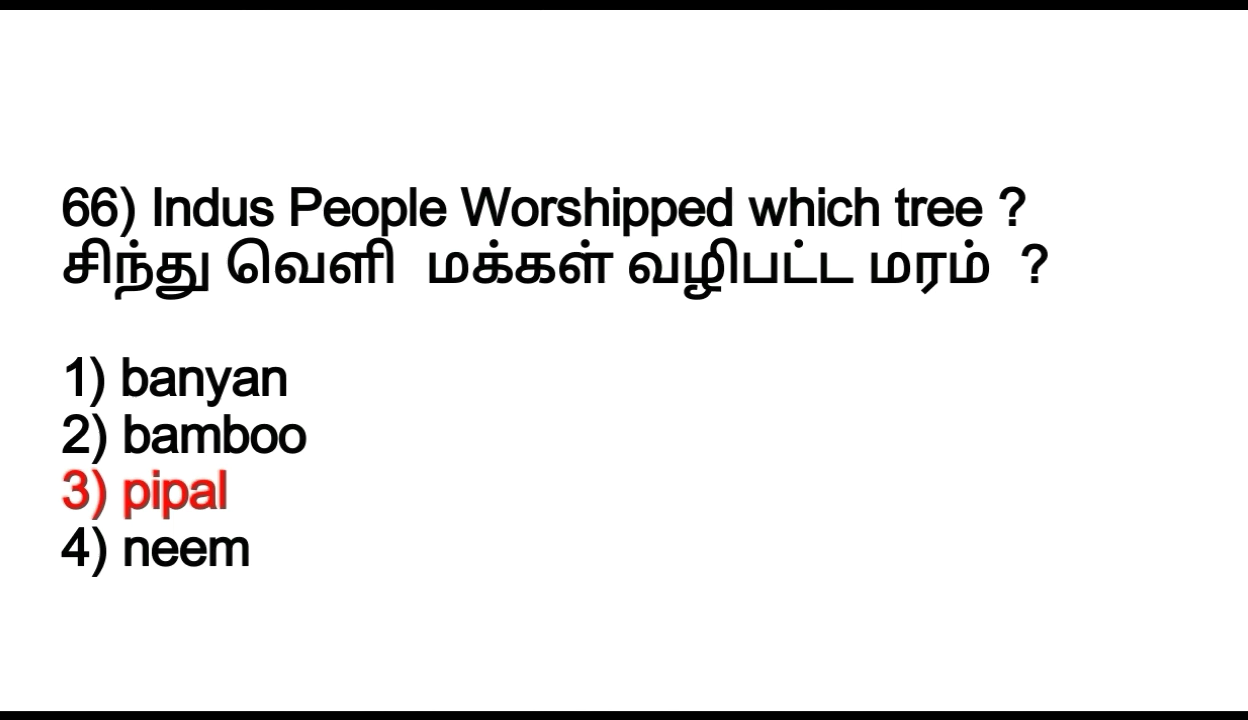 66) Indus People Worshipped which tree ?
சிந்து வெளி மக்கள் வழிபட்ட மரம் ?
1) banyan
2) bamboo
3) pipal
4) neem